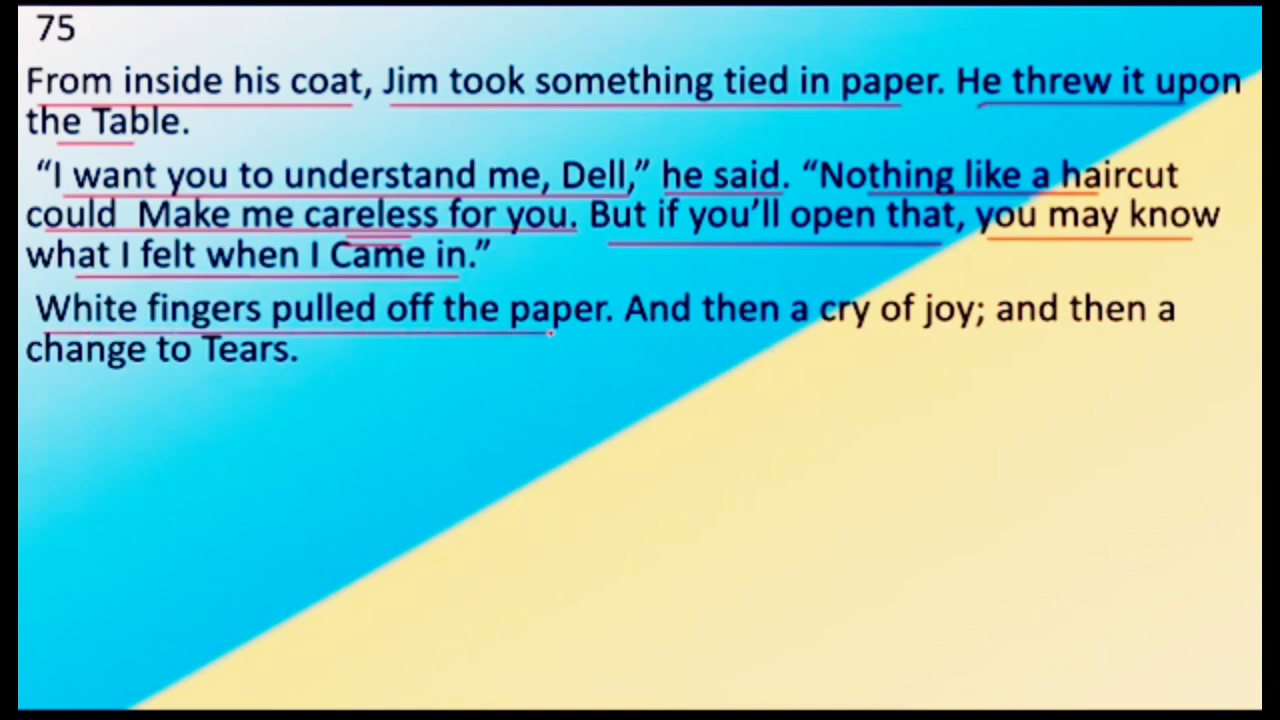 75
From inside his coat, Jim took something tied in paper. He threw it upon
the Table.
“I want you to understand me, Dell,” he said. “Nothing like a haircut
could Make me careless for you. But if you’ll open that, you may know
what I felt when I Came in.”
White fingers pulled off the paper. And then a cry of joy; and then a
change to Tears.